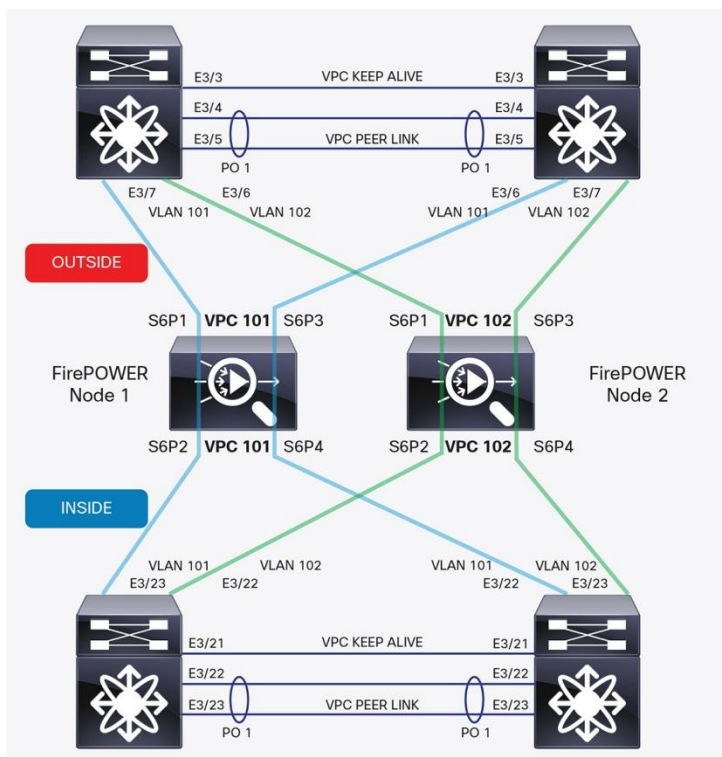 E3/3 VPC KEEP ALIVE E3/3
E3/4 E3/4
E3/5 VPC PEER LINK E3/5
PO 1 PO 1
E3/7 E3/6 E3/6 E3/7
VLAN 101 VLAN 102 VLAN 101 VLAN 102
OUTSIDE
S6P1 VPC 101 S6P3 S6P1 VPC 102 S6P3
FirePOWER
Node 1
FirePOWER
Node 2
S6P2 VPC 101 S6P4 S6P2 VPC 102 S6P4
INSIDE
VLAN 101 VLAN 102 VLAN 101 VLAN 102
E3/23 E3/22 E3/22 E3/23
E3/21 VPC KEEP ALIVE E3/21
E3/22 E3/22
E3/23 VPC PEER LINK E3/23
PO 1 PO 1